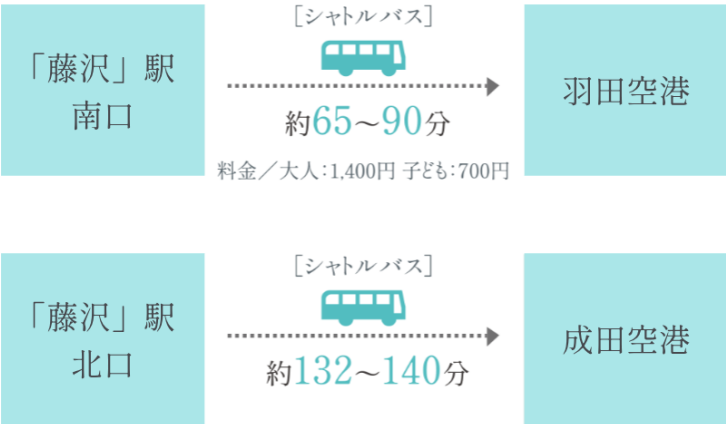 「藤沢」駅
南口
[シャトルバス]
約65〜90分
料金／大人：1,400円 子ども：700円
羽田空港
「藤沢」駅
北口
[シャトルバス]
約132〜140分
成田空港